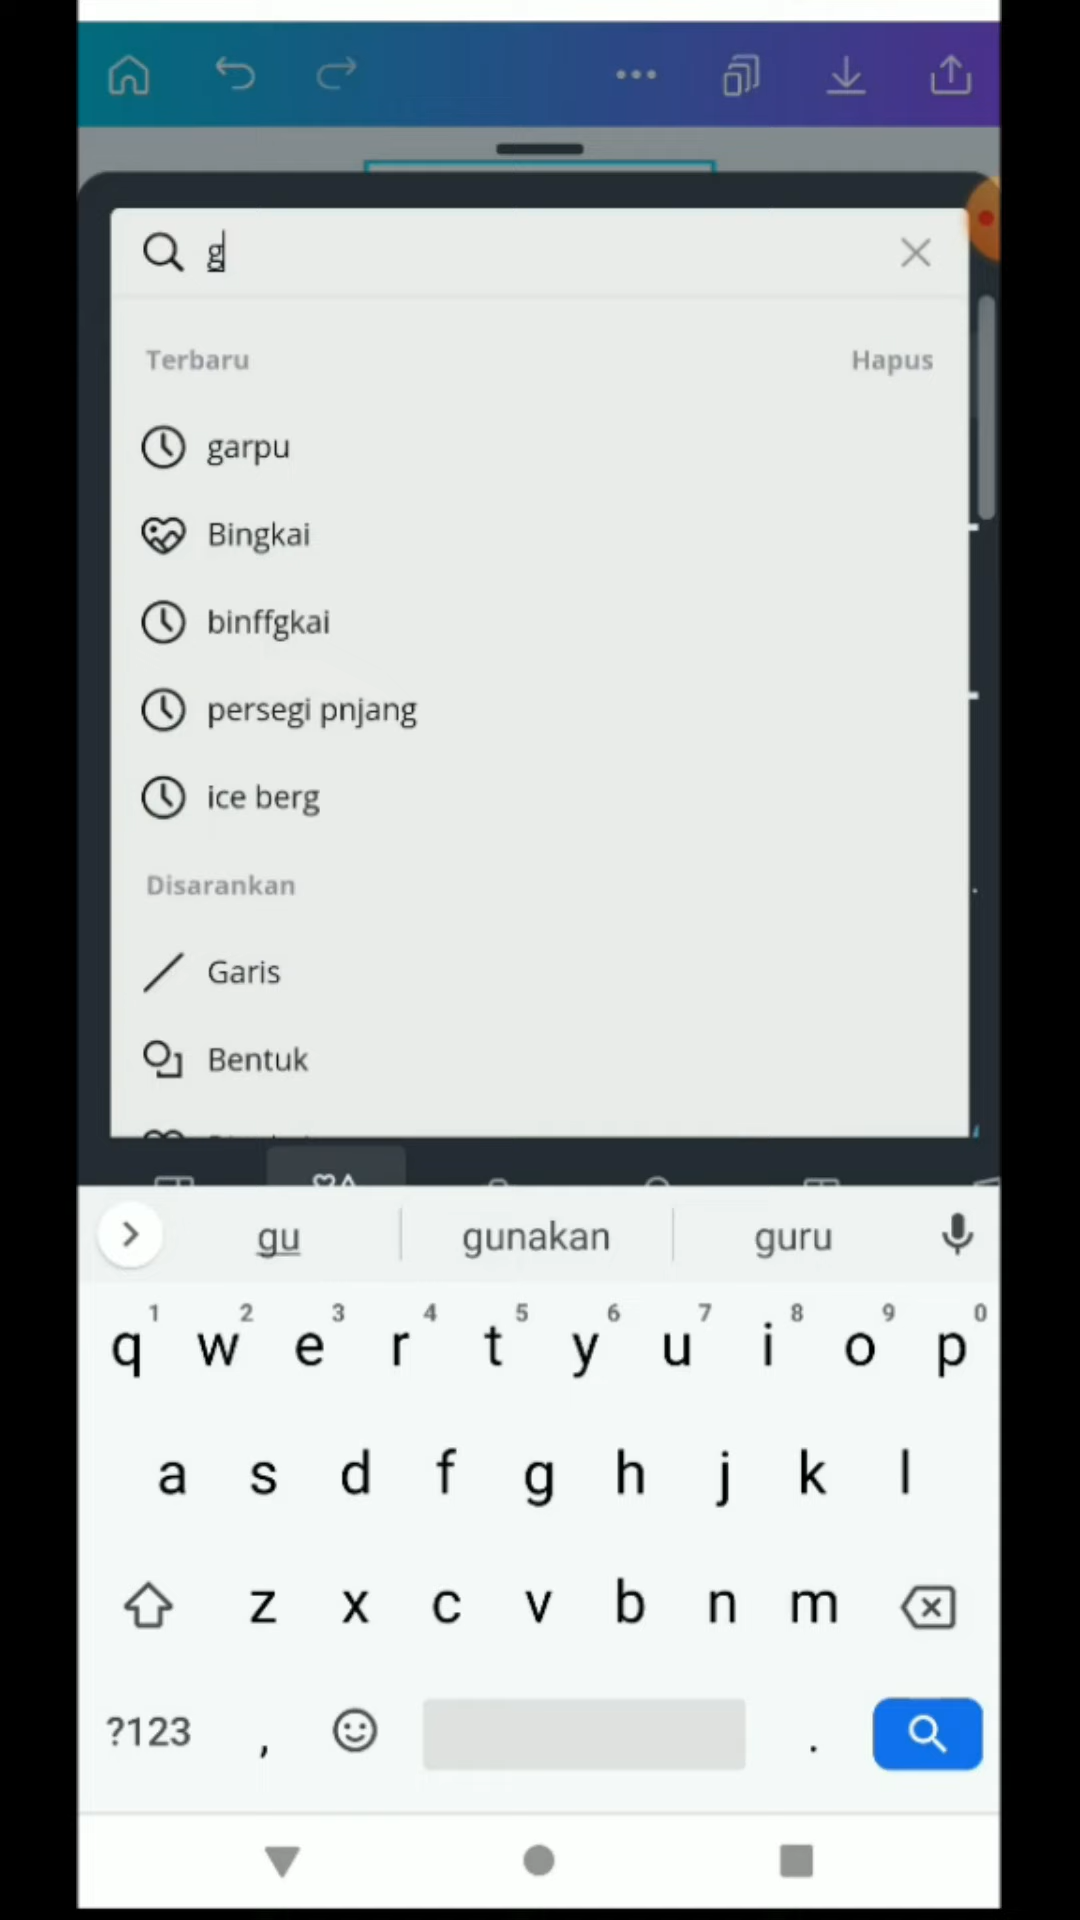 g
Terbaru Hapus
garpu
Bingkai
binffgkai
persegi pnjang
ice berg
Disarankan
Garis
Bentuk
gu gunakan guru
1 2 3 4 5 6 7 8 9 0
q w e r t y u i o p
a s d f g h j k l
z x c v b n m
?123 , .